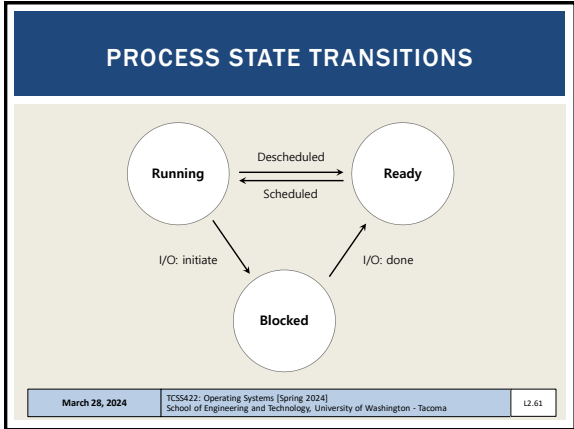 PROCESS STATE TRANSITIONS
Descheduled
Running
Ready
Scheduled
I/O: initiate
I/O: done
Blocked
March 28, 2024
TCSS422: Operating Systems [Spring 2024]
School of Engineering and Technology, University of Washington - Tacoma
L2.61